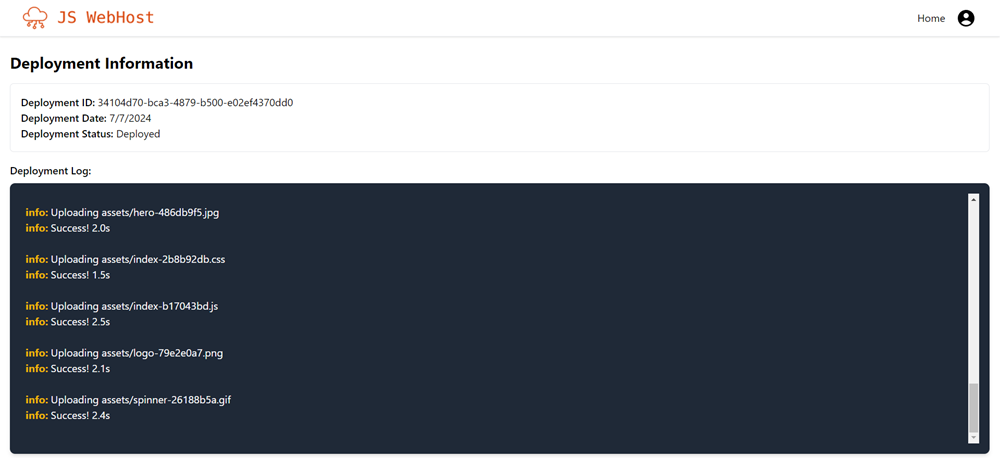 JS WebHost
Home
Deployment Information
Deployment ID: 34104d70-bca3-4879-b500-e02ef4370dd0
Deployment Date: 7/7/2024
Deployment Status: Deployed
Deployment Log:
info: Uploading assets/hero-486db9f5.jpg
info: Success! 2.0s
info: Uploading assets/index-2b8b92db.css
info: Success! 1.5s
info: Uploading assets/index-b17043bd.js
info: Success! 2.5s
info: Uploading assets/logo-79e2e0a7.png
info: Success! 2.1s
info: Uploading assets/spinner-26188b5a.gif
info: Success! 2.4s